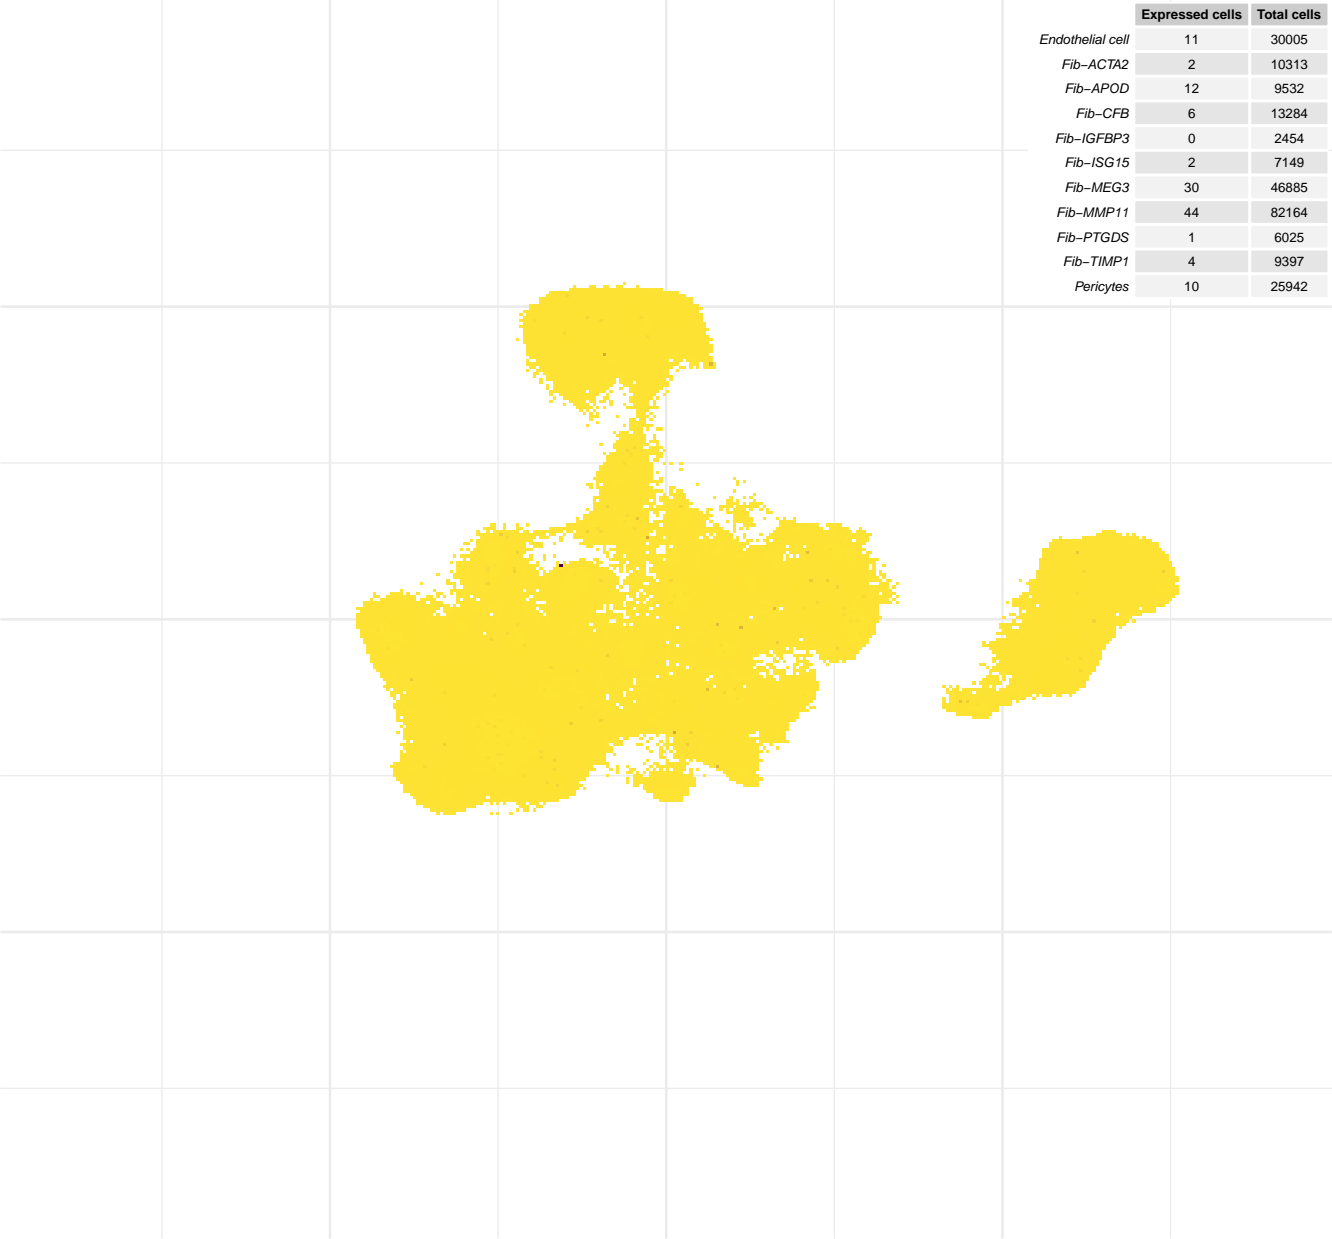 Expressed cells Total cells
Endothelial cell 11 30005
Fib−ACTA2 2 10313
Fib−APOD 12 9532
Fib−CFB 6 13284
Fib−IGFBP3 0 2454
Fib−ISG15 2 7149
Fib−MEG3 30 46885
Fib−MMP11 44 82164
Fib−PTGDS 1 6025
Fib−TIMP1 4 9397
Pericytes 10 25942